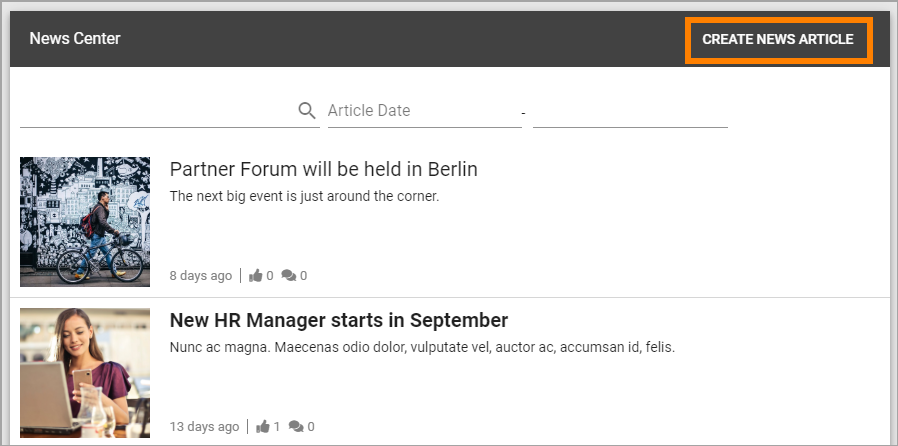 News Center
CREATE NEWS ARTICLE
Article Date -
Partner Forum will be held in Berlin
The next big event is just around the corner.
8 days ago | 0 0
New HR Manager starts in September
Nunc ac magna. Maecenas odio dolor, vulputate vel, auctor ac, accumsan id, felis.
13 days ago | 1 0